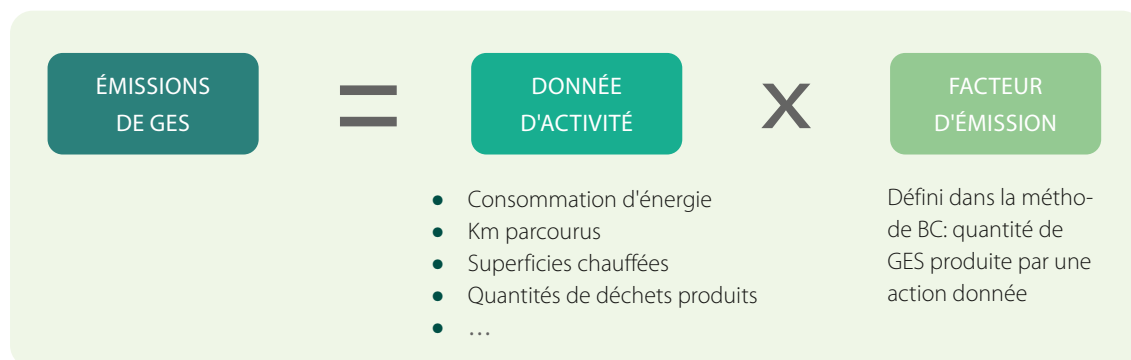 ÉMISSIONS
DE GES
=
DONNÉE
D'ACTIVITÉ
X
FACTEUR
D'ÉMISSION
• Consommation d'énergie
• Km parcourus
• Superficies chauffées
• Quantités de déchets produits
• …
Défini dans la métho-
de BC: quantité de
GES produite par une
action donnée